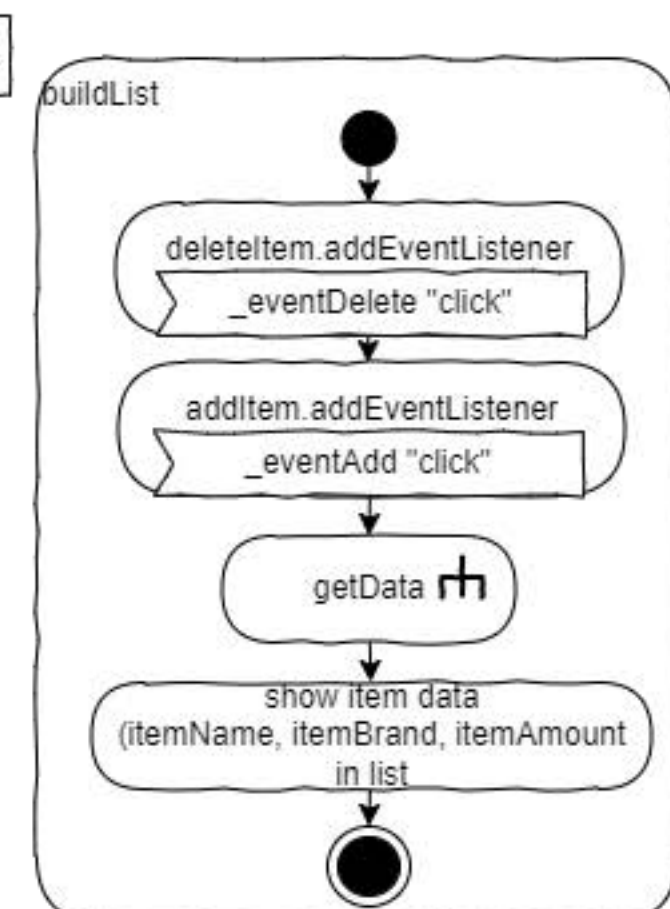 buildList
deleteItem.addEventListener
_eventDelete "click"
addItem.addEventListener
_eventAdd "click"
getData
show item data
(itemName, itemBrand, itemAmount
in list